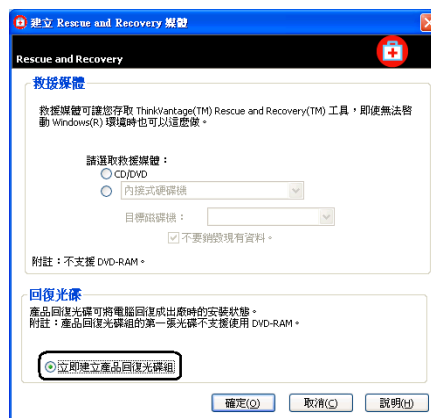 建立 Rescue and Recovery 媒體
Rescue and Recovery
救援媒體
救援媒體可讓您存取 ThinkVantage(TM) Rescue and Recovery(TM) 工具，即使無法啓
動 Windows(R) 環境時也可以這麼做。
請選取救援媒體：
CD/DVD
內接式硬碟機
目標磁碟機：
不要銷毀現有資料。
附註：不支援 DVD-RAM。
回復光碟
產品回復光碟可將電腦回復成出廠時的安裝狀態。
附註：產品回復光碟組的第一張光碟不支援使用 DVD-RAM。
立即建立產品回復光碟組
確定(O) 取消(C) 說明(H)